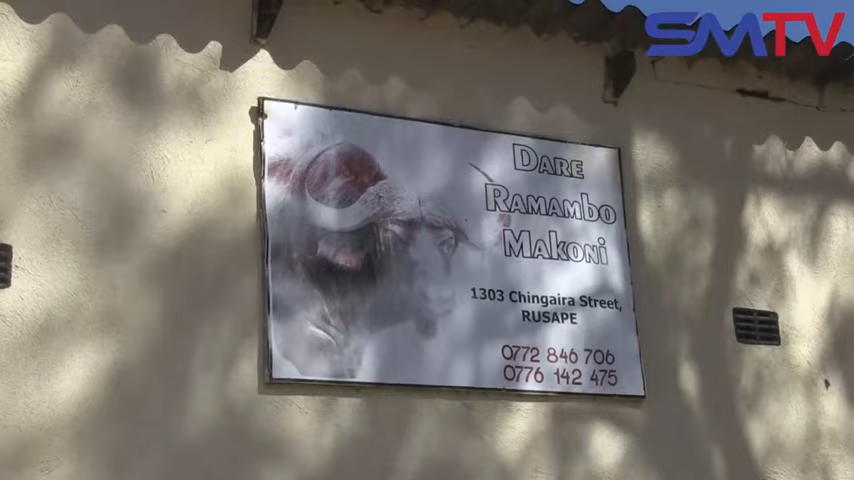 SMTV
DARE
RAMAMBO
MAKONI
1303 Chingaira Street,
RUSAPE
0772 846 706
0776 142 475